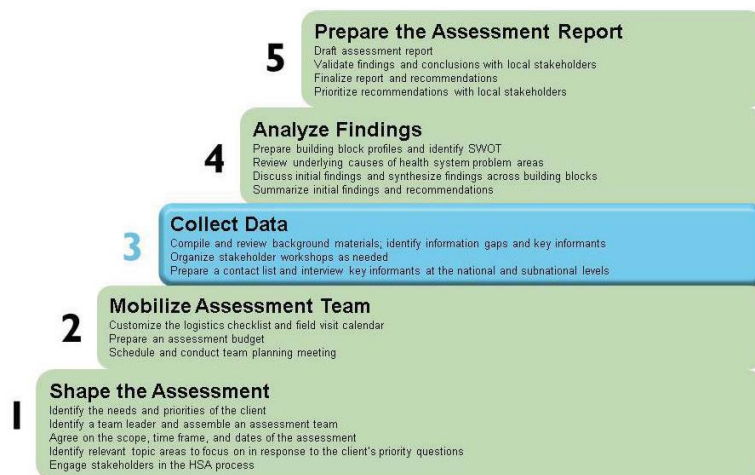 5
Prepare the Assessment Report
Draft assessment report
Validate findings and conclusions with local stakeholders
Finalize report and recommendations
Prioritize recommendations with local stakeholders
4
Analyze Findings
Prepare building block profiles and identify SWOT
Review underlying causes of health system problem areas
Discuss initial findings and synthesize findings across building blocks
Summarize initial findings and recommendations
3
Collect Data
Compile and review background materials; identify information gaps and key informants
Organize stakeholder workshops as needed
Prepare a contact list and interview key informants at the national and subnational levels
2
Mobilize Assessment Team
Customize the logistics checklist and field visit calendar
Prepare an assessment budget
Schedule and conduct team planning meeting
1
Shape the Assessment
Identify the needs and priorities of the client
Identify a team leader and assemble an assessment team
Agree on the scope, time frame, and dates of the assessment
Identify relevant topic areas to focus on in response to the client's priority questions
Engage stakeholders in the HSA process